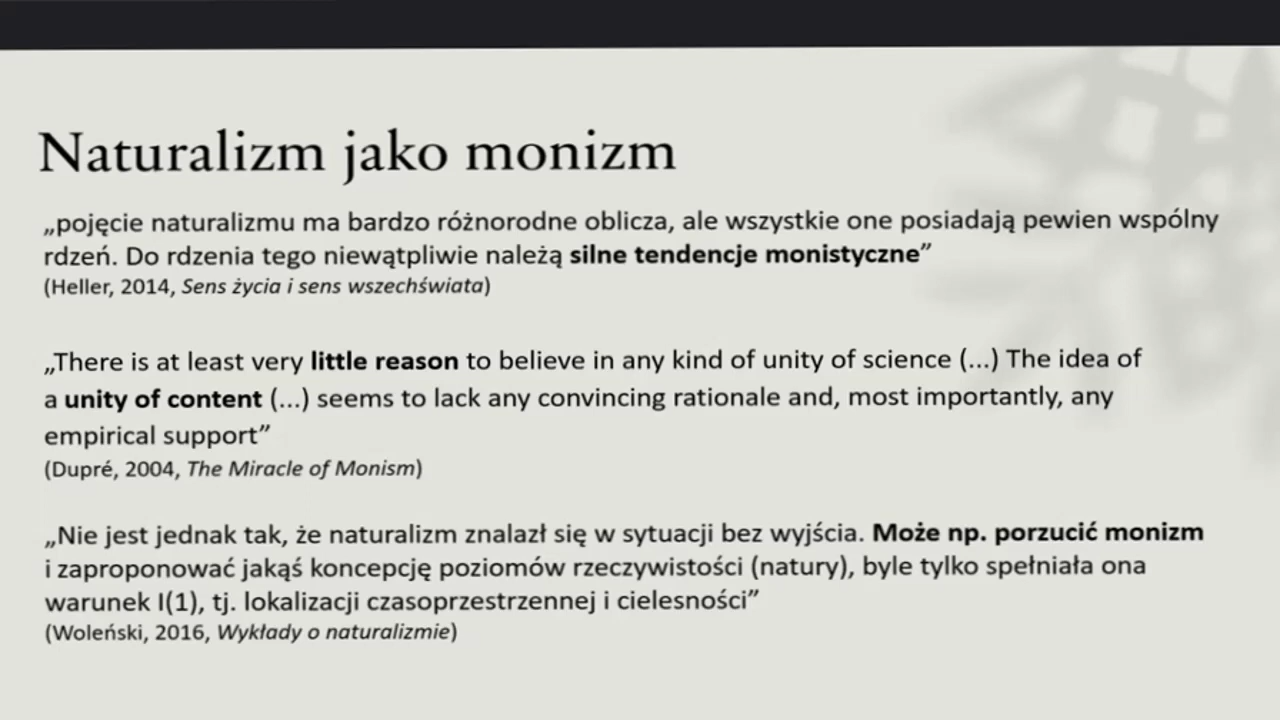 Naturalizm jako monizm
„pojęcie naturalizmu ma bardzo różnorodne oblicza, ale wszystkie one posiadają pewien wspólny
rdzeń. Do rdzenia tego niewątpliwie należą silne tendencje monistyczne”
(Heller, 2014, Sens życia i sens wszechświata)
„There is at least very little reason to believe in any kind of unity of science (...) The idea of
a unity of content (...) seems to lack any convincing rationale and, most importantly, any
empirical support”
(Dupré, 2004, The Miracle of Monism)
„Nie jest jednak tak, że naturalizm znalazł się w sytuacji bez wyjścia. Może np. porzucić monizm
i zaproponować jakąś koncepcję poziomów rzeczywistości (natury), byle tylko spełniała ona
warunek I(1), tj. lokalizacji czasoprzestrzennej i cielesności”
(Woleński, 2016, Wykłady o naturalizmie)